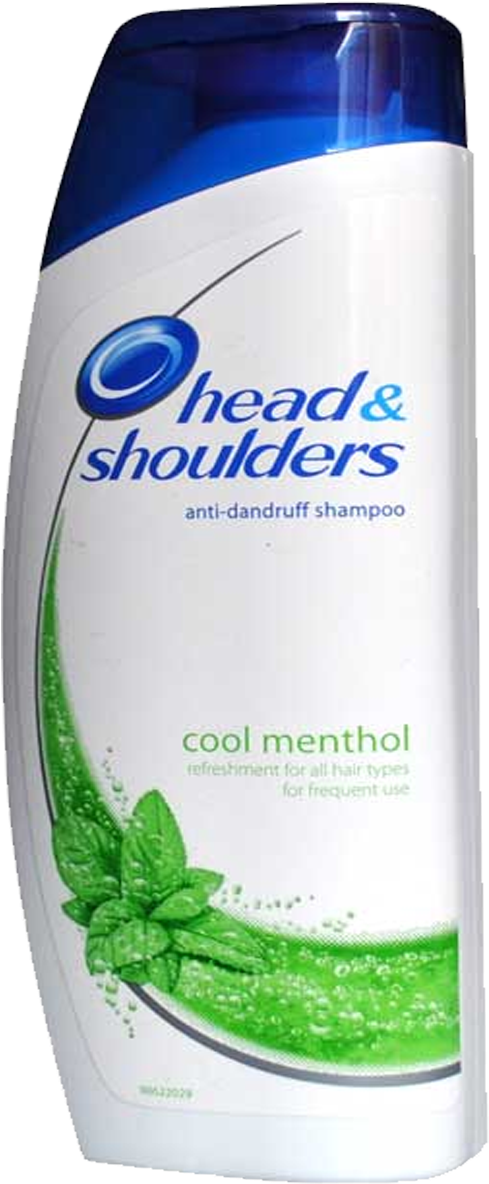 head&
shoulders
anti-dandruff shampoo
cool menthol
refreshment for all hair types
for frequent use